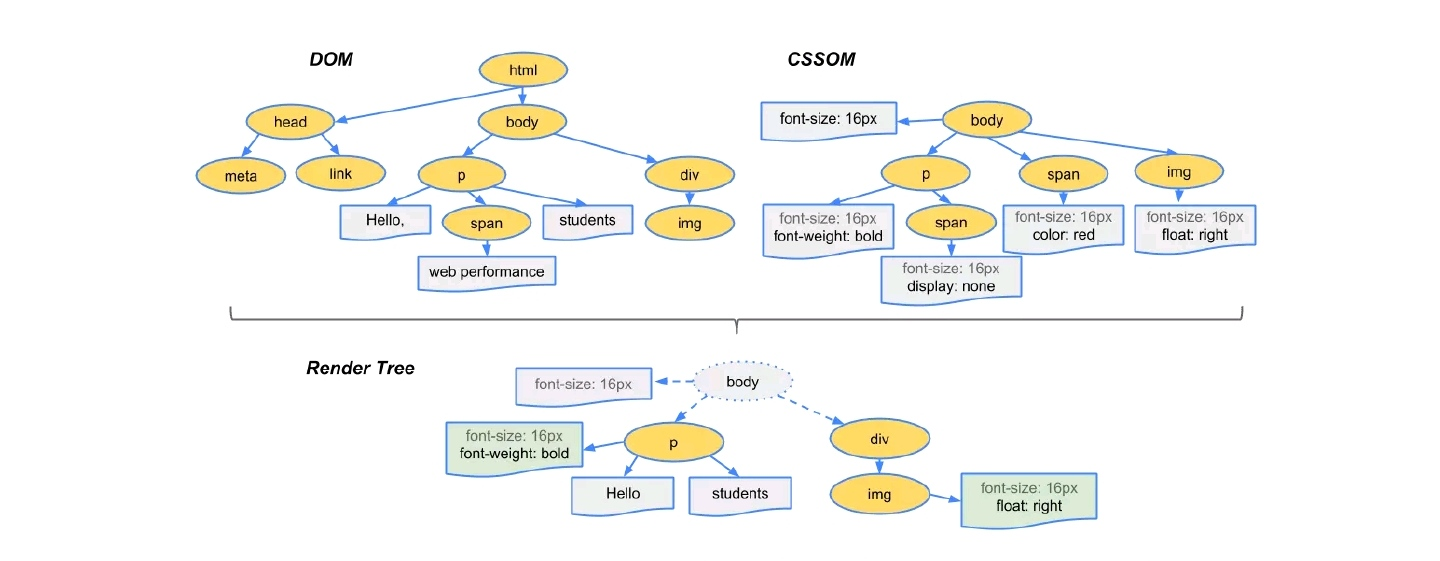 DOM
html
head
body
meta
link
p
div
Hello,
span
students
img
web performance
CSSOM
font-size: 16px
body
p
span
img
font-size: 16px
font-weight: bold
span
font-size: 16px
color: red
font-size: 16px
float: right
font-size: 16px
display: none
Render Tree
font-size: 16px
body
font-size: 16px
font-weight: bold
p
div
Hello
students
img
font-size: 16px
float: right